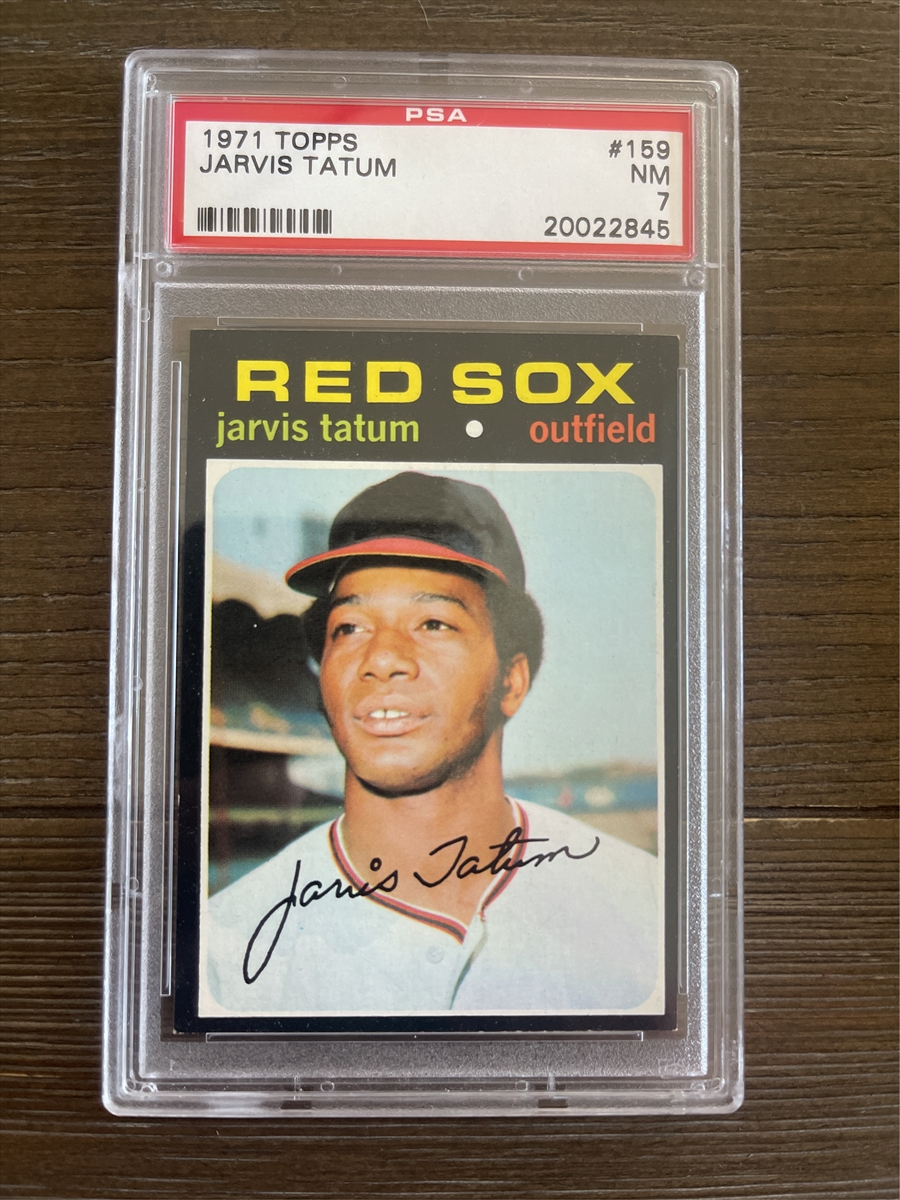 PSA
1971 TOPPS #159
JARVIS TATUM NM
7
20022845
RED SOX
jarvis tatum • outfield
Jarvis Tatum